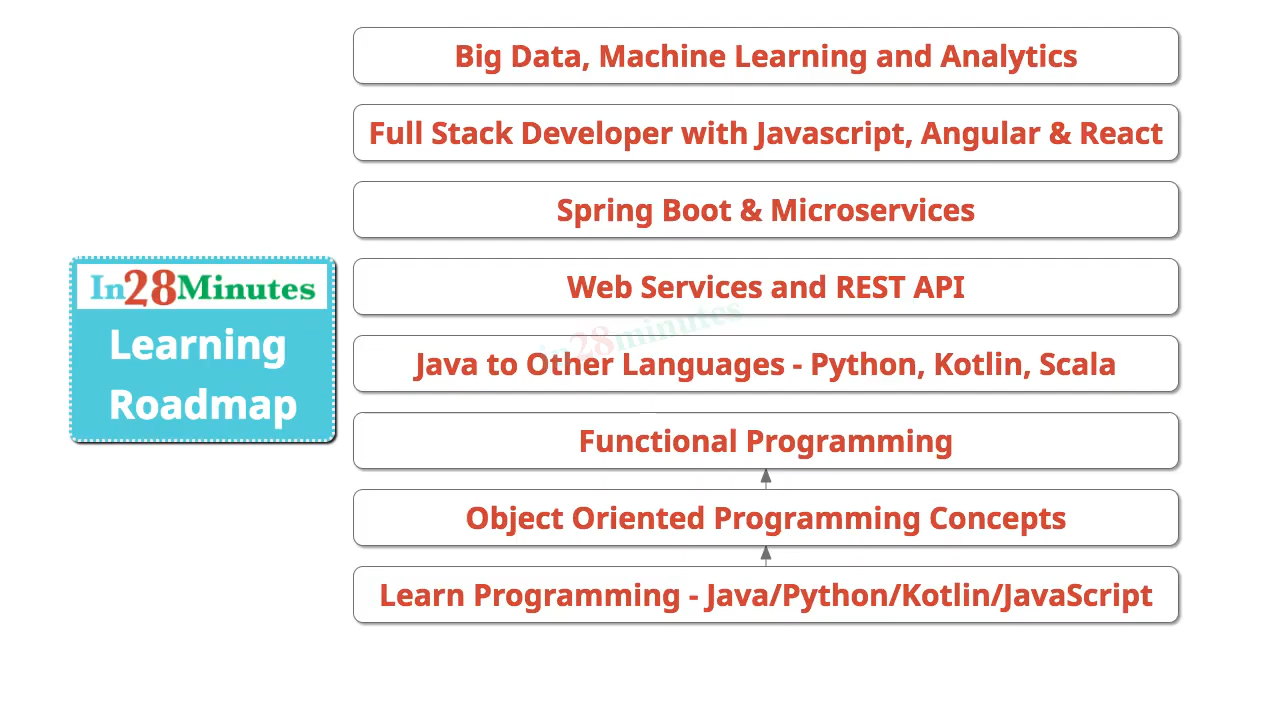 Big Data, Machine Learning and Analytics
Full Stack Developer with Javascript, Angular & React
Spring Boot & Microservices
In28Minutes
Learning
Roadmap
Web Services and REST API
in28minutes
Java to Other Languages - Python, Kotlin, Scala
Functional Programming
Object Oriented Programming Concepts
Learn Programming - Java/Python/Kotlin/JavaScript